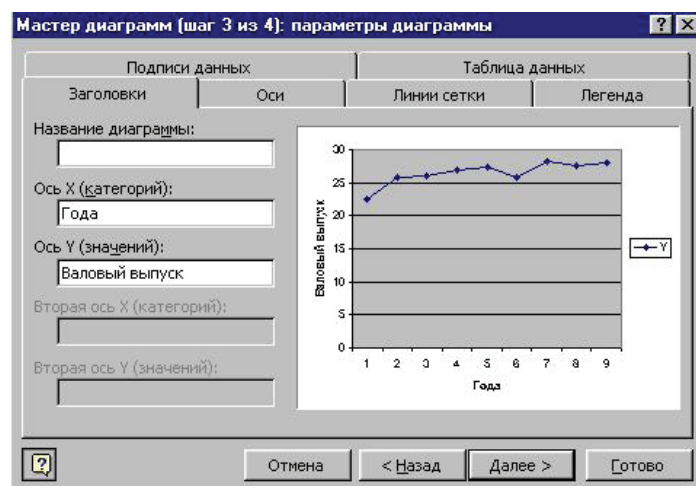 Мастер диаграмм (шаг 3 из 4): параметры диаграммы
Подписи данных
Таблица данных
Заголовки
Оси
Линии сетки
Легенда
Название диаграммы:
Ось X (категорий):
Года
Ось Y (значений):
Валовый выпуск
Вторая ось X (категорий):
Вторая ось Y (значений):
30
25
20
15
10
5
0
Валовый выпуск
1 2 3 4 5 6 7 8 9
Года
Y
Отмена
< Назад
Далее >
Готово